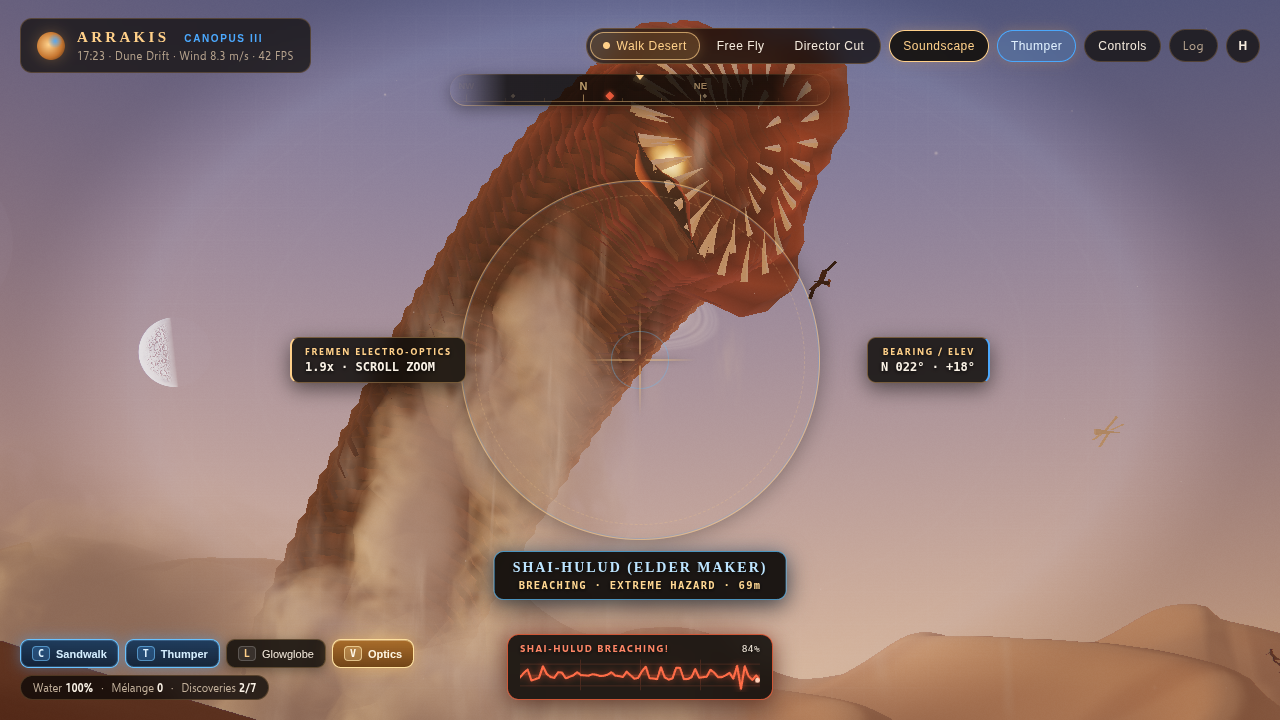 ARRAKIS CANOPUS III
17:23 · Dune Drift · Wind 8.3 m/s · 42 FPS
Walk Desert Free Fly Director Cut Soundscape Thumper Controls Log H
N NE
FREMEN ELECTRO-OPTICS
1.9x · SCROLL ZOOM
BEARING / ELEV
N 022° · +18°
SHAI-HULUD (ELDER MAKER)
BREACHING · EXTREME HAZARD · 69m
SHAI-HULUD BREACHING! 84%
C Sandwalk T Thumper L Glowglobe V Optics
Water 100% · Mélange 0 · Discoveries 2/7